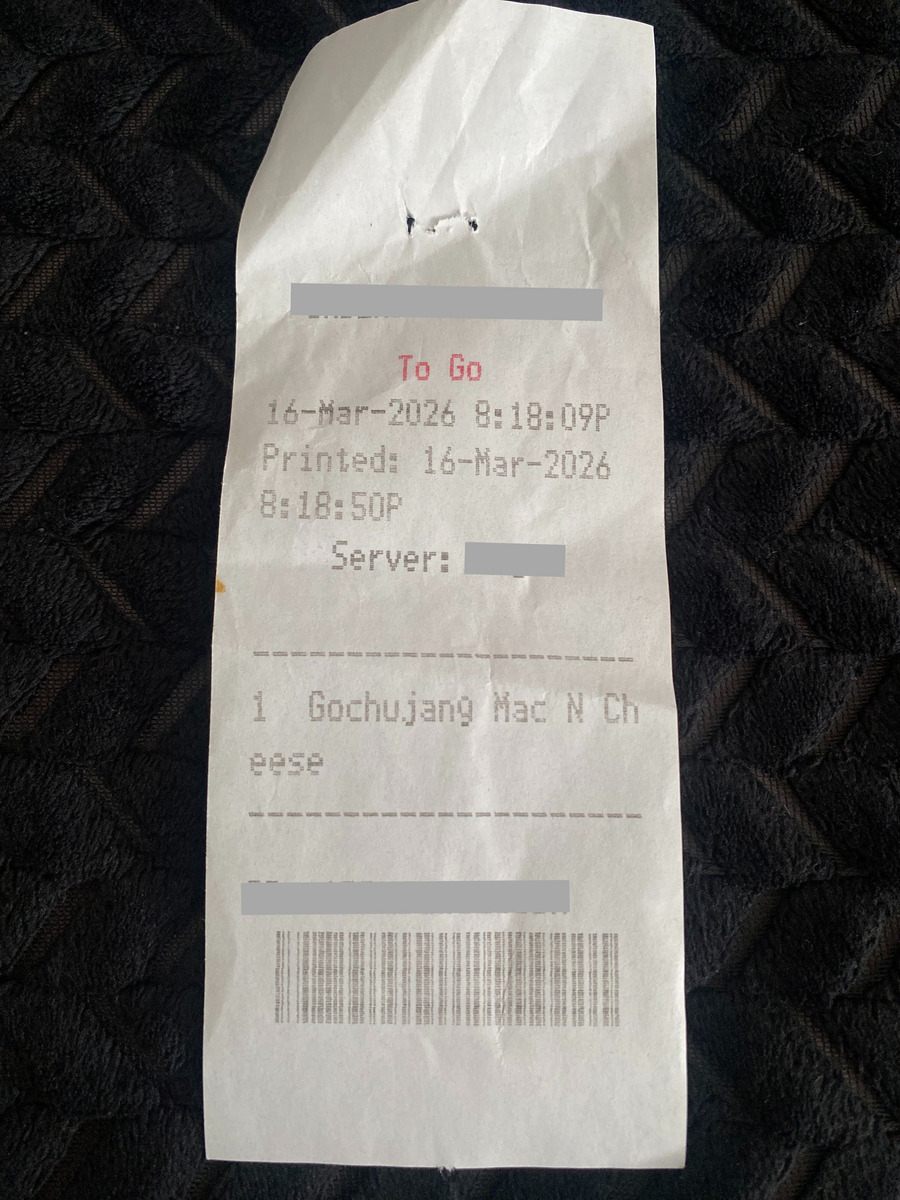 To Go
16-Mar-2026 8:18:09P
Printed: 16-Mar-2026
8:18:50P
Server:
--------------------
1 Gochujang Mac N Ch
eese
--------------------